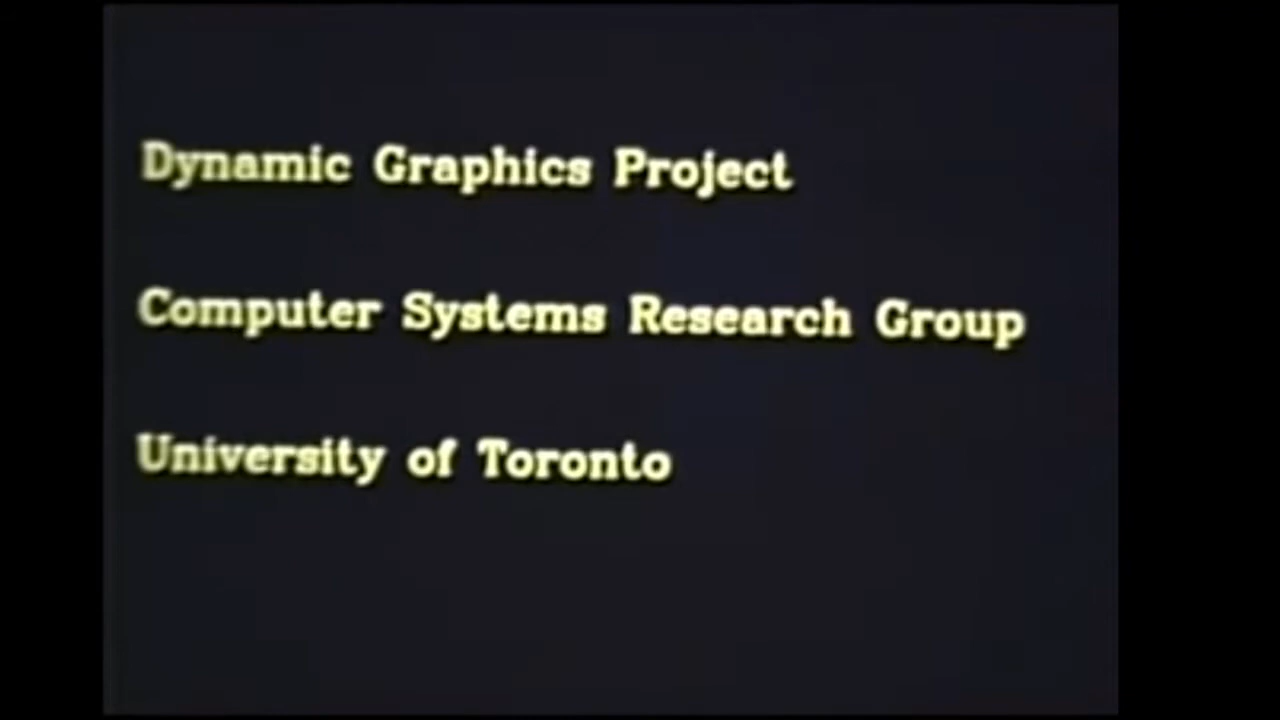 Dynamic Graphics Project
Computer Systems Research Group
University of Toronto